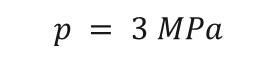 p = 3 MPa